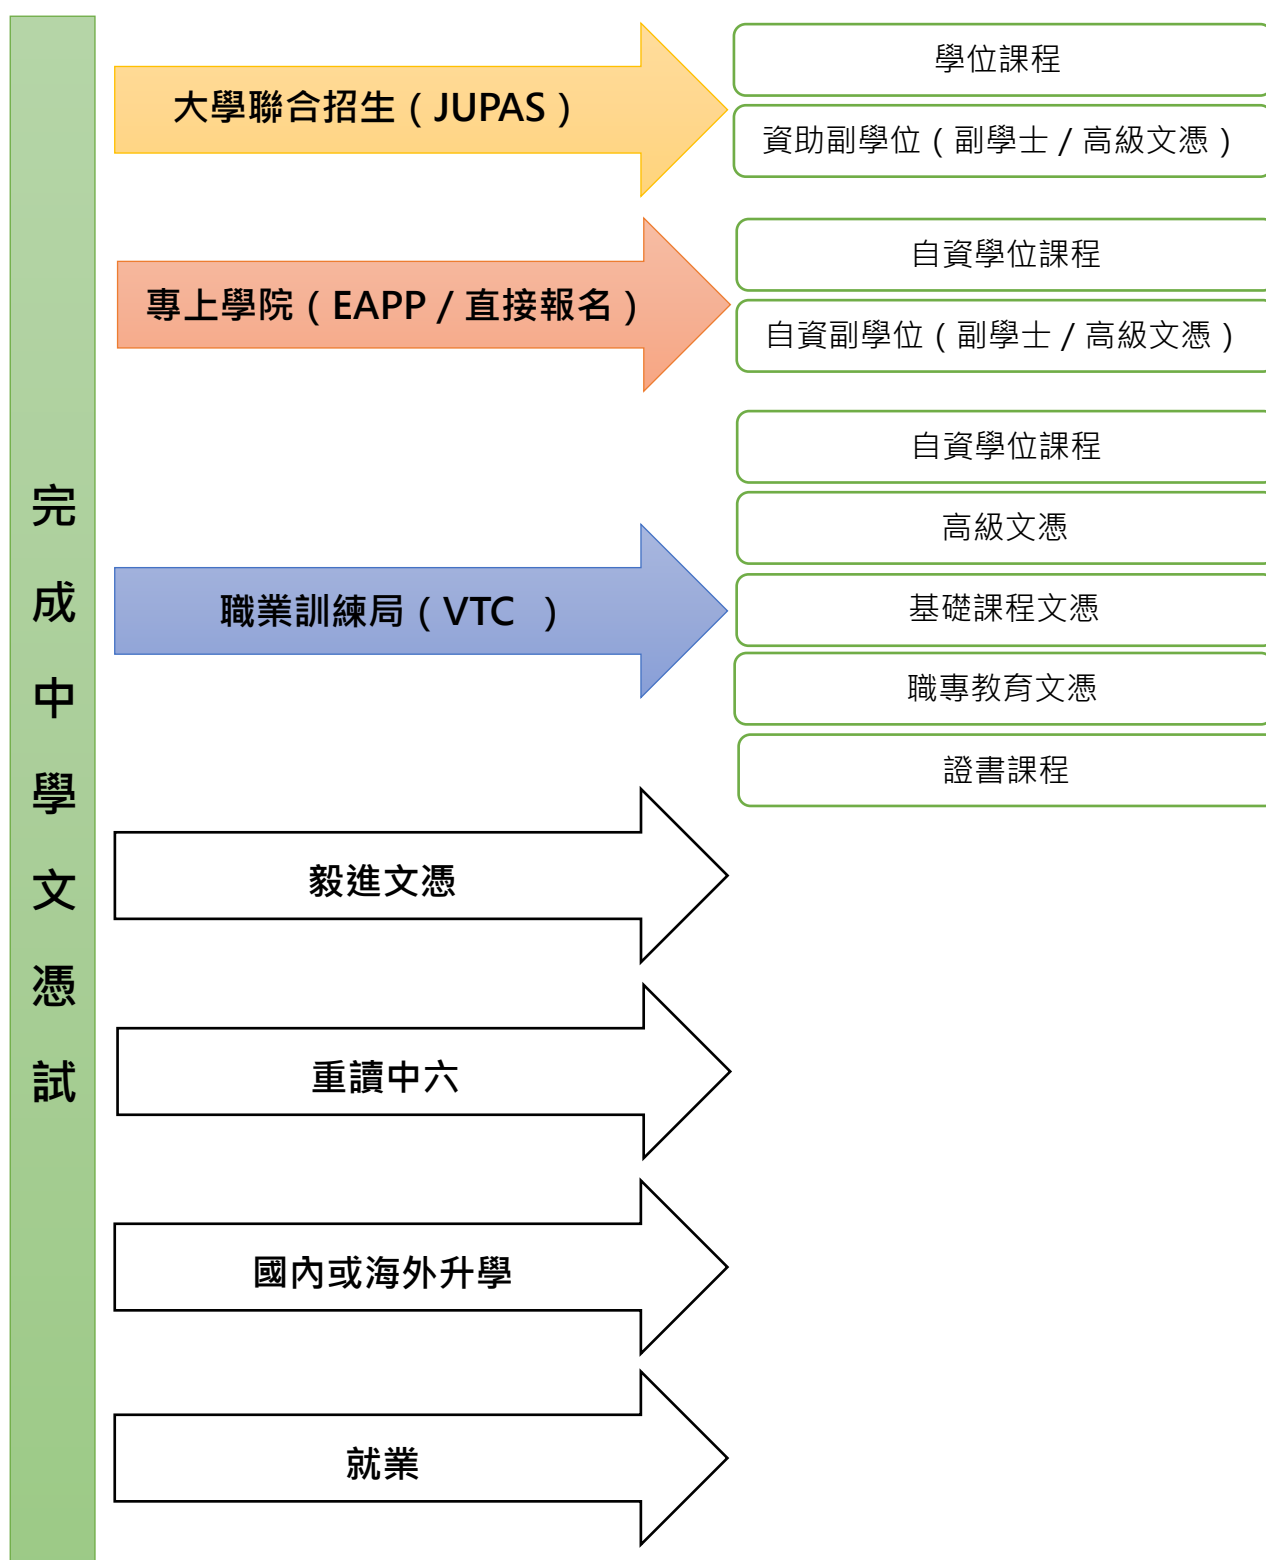 完成中學文憑試
大學聯合招生（JUPAS）
學位課程
資助副學位（副學士 / 高級文憑）
專上學院（EAPP / 直接報名）
自資學位課程
自資副學位（副學士 / 高級文憑）
職業訓練局（VTC ）
自資學位課程
高級文憑
基礎課程文憑
職專教育文憑
證書課程
毅進文憑
重讀中六
國內或海外升學
就業